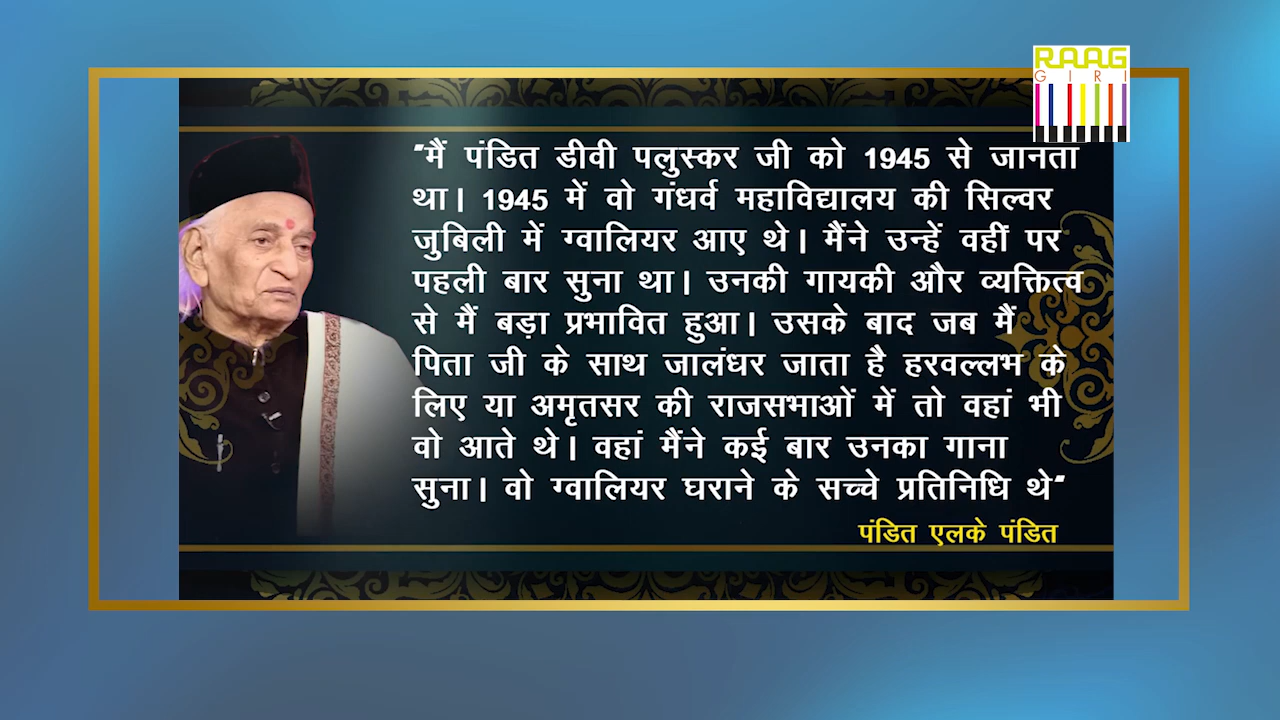 RAAG
GIRI
"मैं पंडित डीवी पलुस्कर जी को 1945 से जानता
था। 1945 में वो गंधर्व महाविद्यालय की सिल्वर
जुबिली में ग्वालियर आए थे। मैंने उन्हें वहीं पर
पहली बार सुना था। उनकी गायकी और व्यक्तित्व
से मैं बड़ा प्रभावित हुआ। उसके बाद जब मैं
पिता जी के साथ जालंधर जाता है हरवल्लभ के
लिए या अमृतसर की राजसभाओं में तो वहां भी
वो आते थे। वहां मैंने कई बार उनका गाना
सुना। वो ग्वालियर घराने के सच्चे प्रतिनिधि थे"
पंडित एलके पंडित